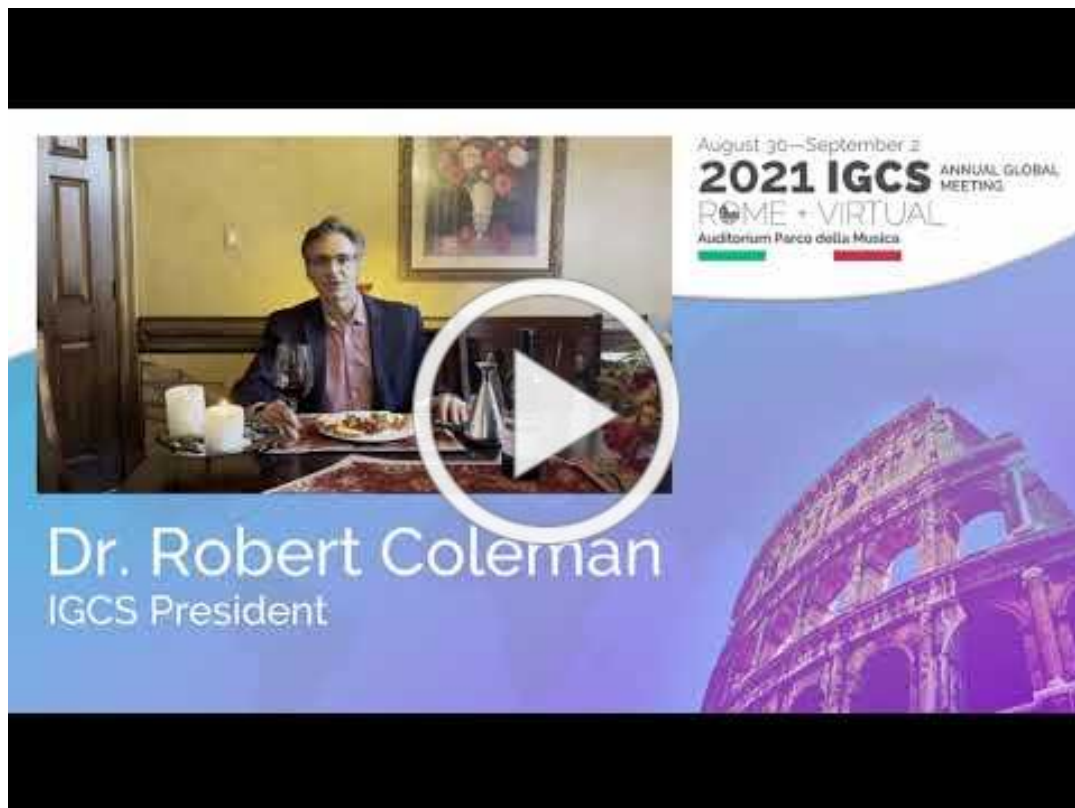 August 30—September 2
2021 IGCS ANNUAL GLOBAL MEETING
ROME + VIRTUAL
Auditorium Parco della Musica
Dr. Robert Coleman
IGCS President